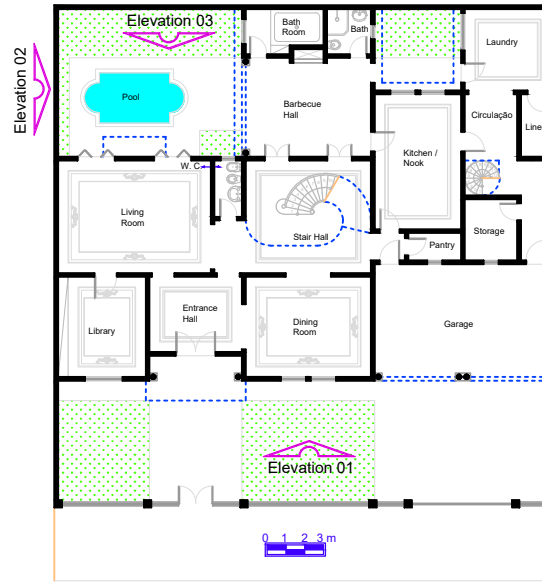 Elevation 03
Bath
Room
Bath
Laundry
Elevation 02
Pool
Barbecue
Hall
Circulação
Line
Kitchen /
Nook
W. C.
Living
Room
Stair Hall
Storage
Pantry
Library
Entrance
Hall
Dining
Room
Garage
Elevation 01
0 1 2 3 m